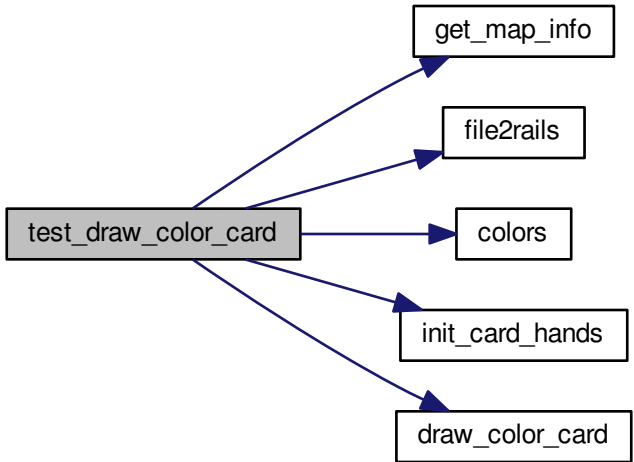 get_map_info
file2rails
test_draw_color_card
colors
init_card_hands
draw_color_card